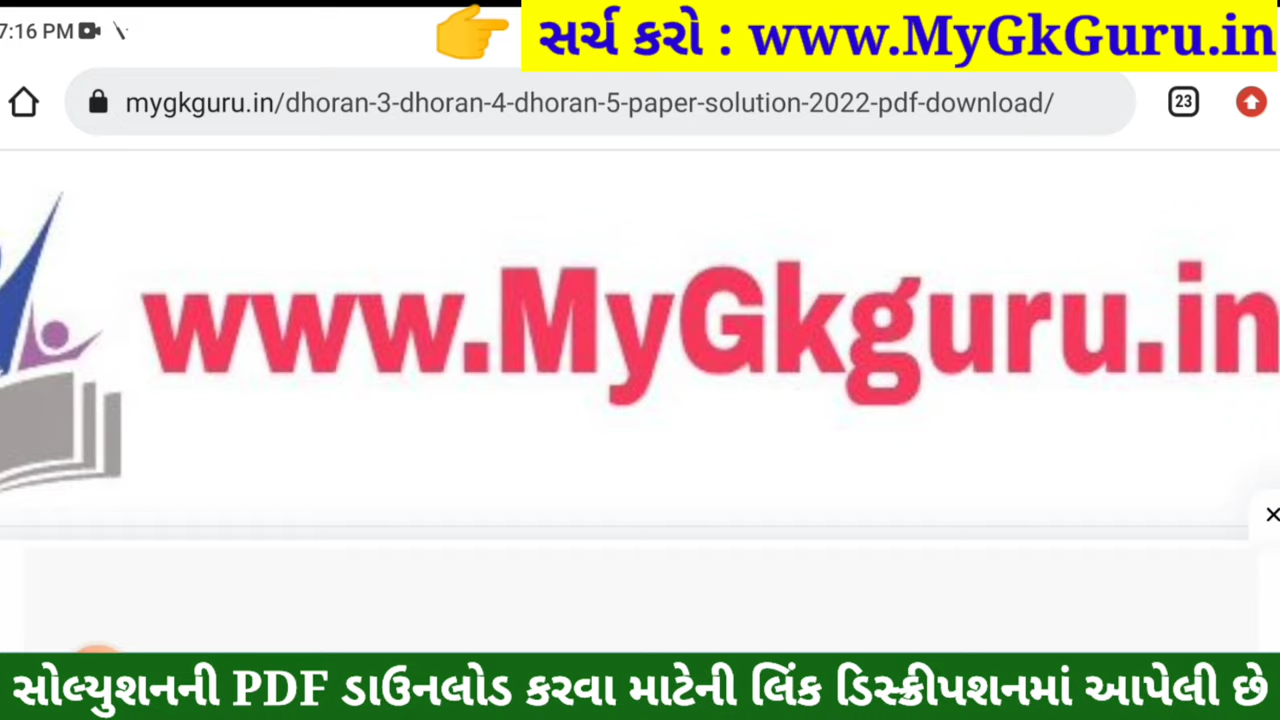 7:16 PM
સર્ચ કરો : www.MyGkGuru.in
mygkguru.in/dhoran-3-dhoran-4-dhoran-5-paper-solution-2022-pdf-download/
23
www.MyGkguru.in
સોલ્યુશનની PDF ડાઉનલોડ કરવા માટેની લિંક ડિસ્ક્રીપશનમાં આપેલી છે